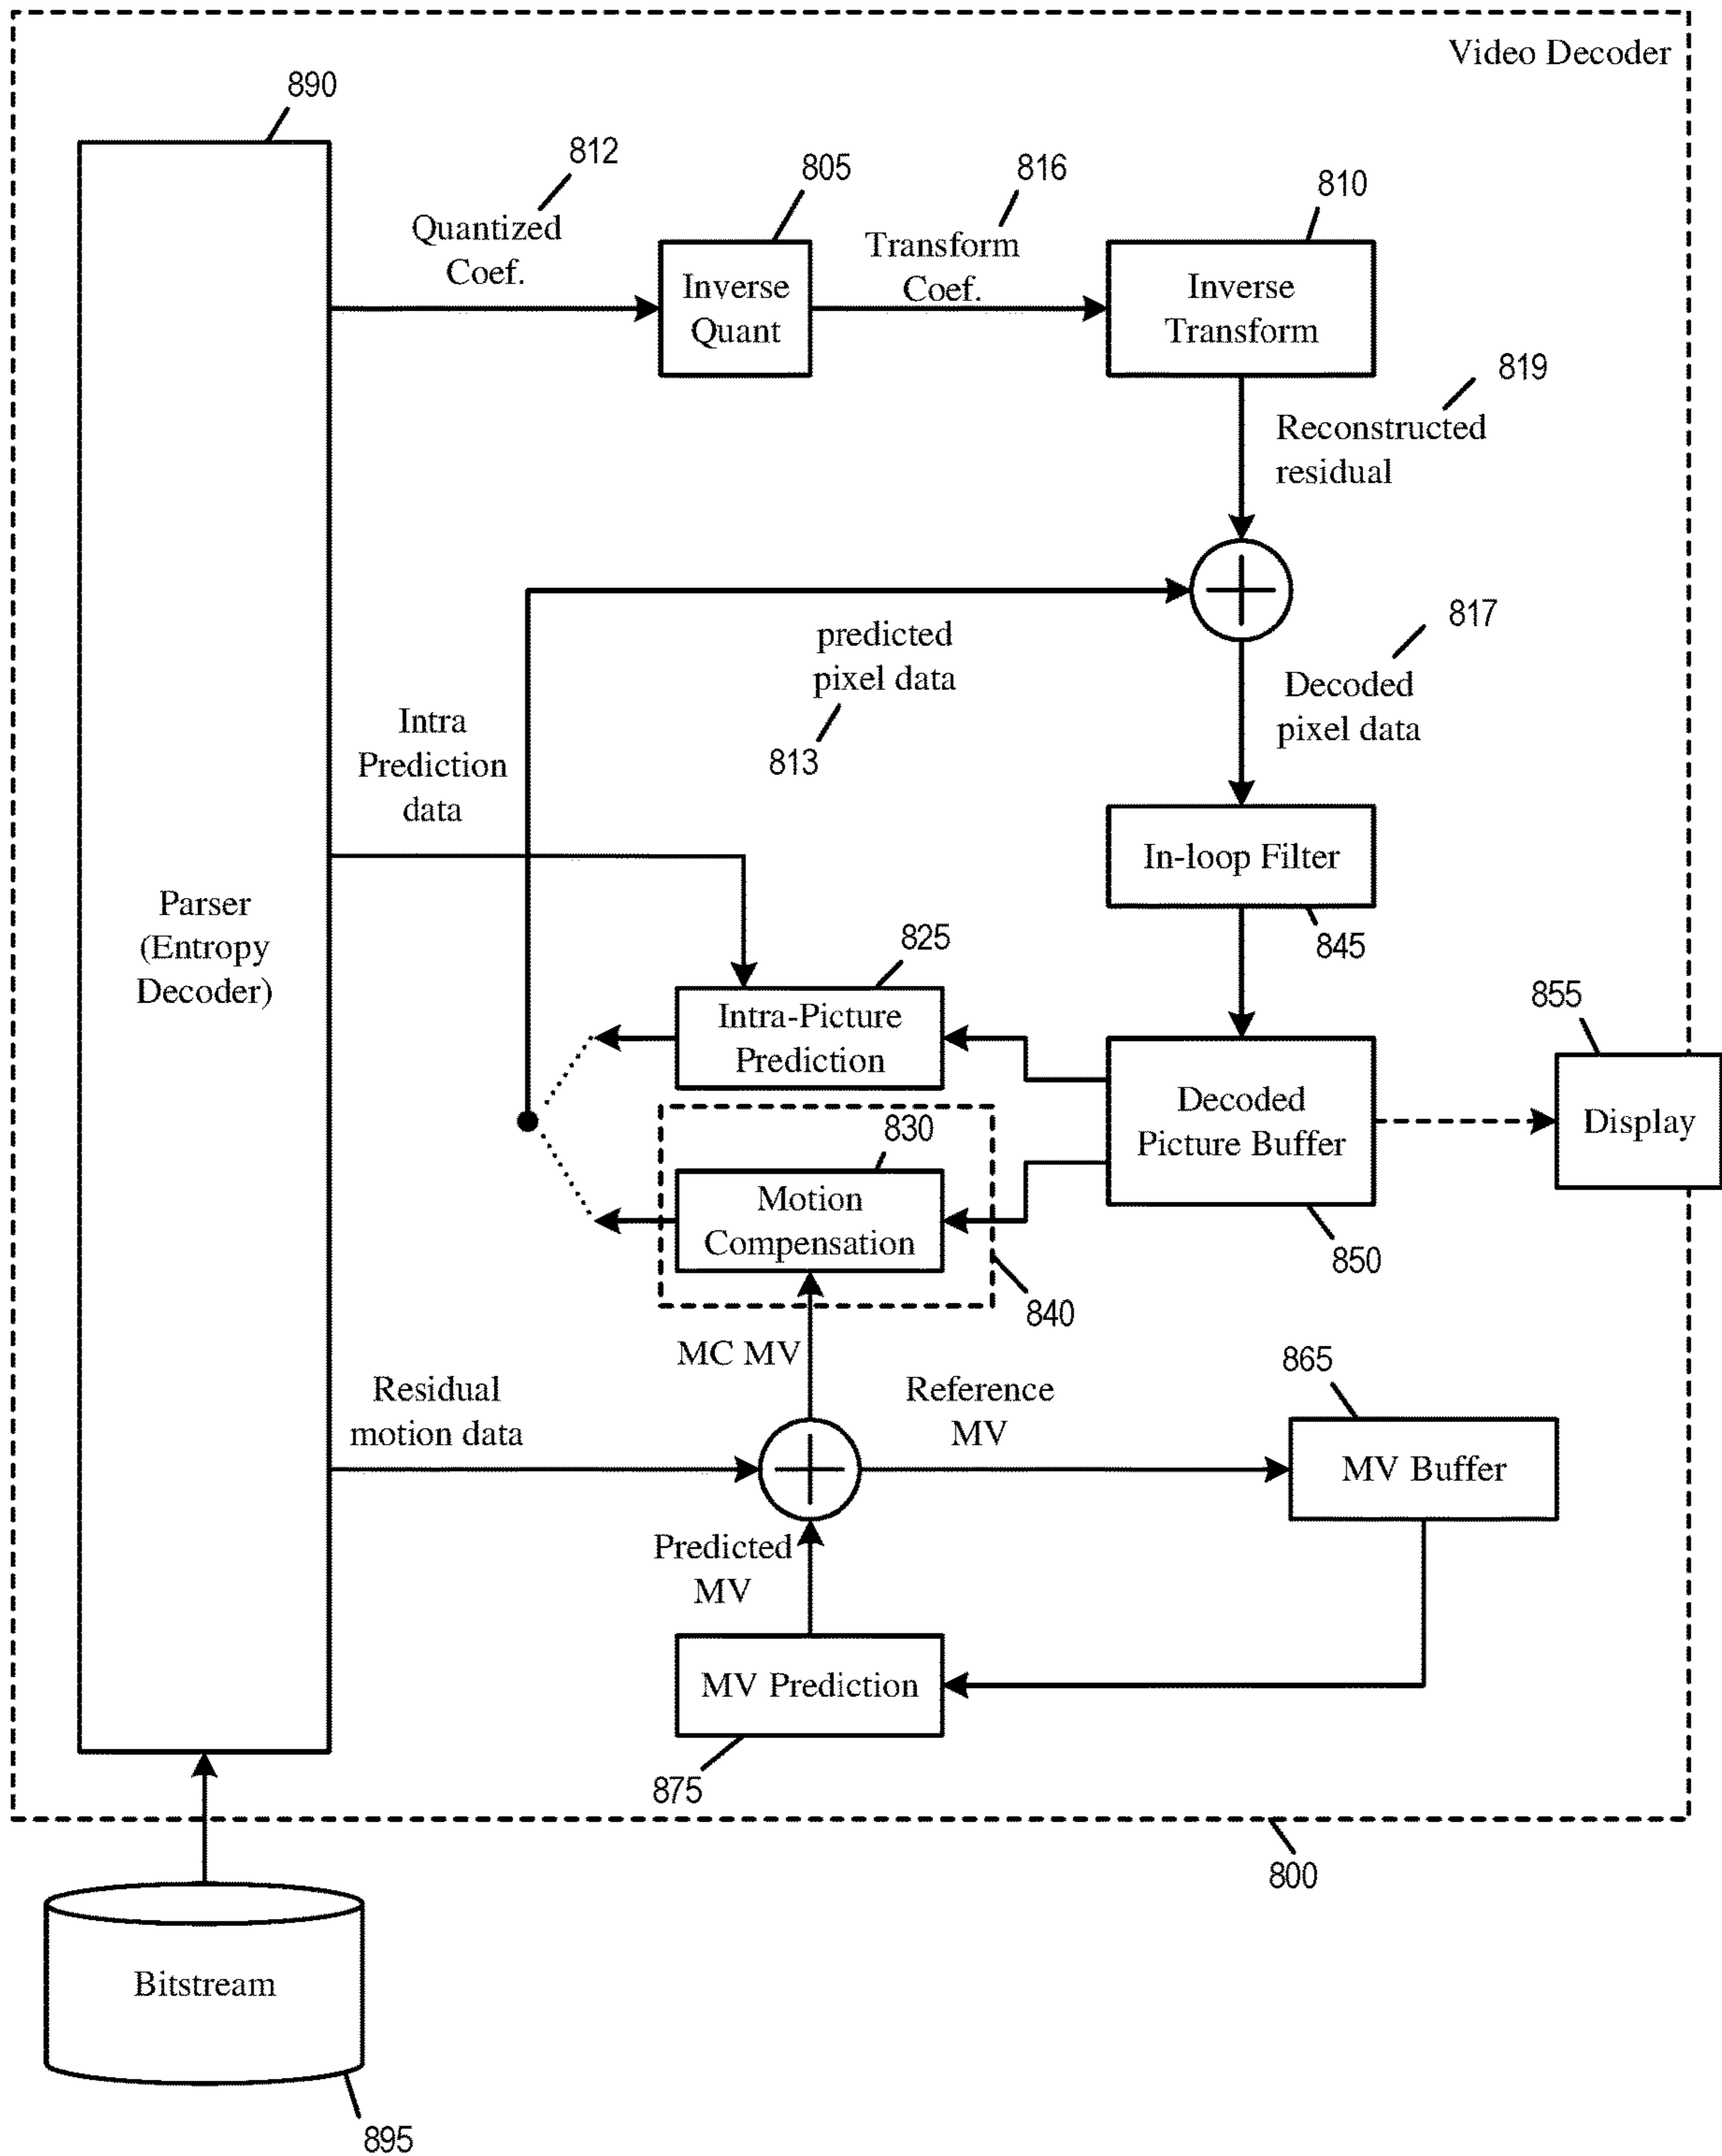 Video Decoder
890
812
805
816
810
Quantized
Coef.
Transform
Coef.
Inverse
Quant
Inverse
Transform
819
Reconstructed
residual
817
predicted
pixel data
813
Decoded
pixel data
Intra
Prediction
data
In-loop Filter
845
Parser
(Entropy
Decoder)
825
Intra-Picture
Prediction
855
Decoded
Picture Buffer
Display
830
Motion
Compensation
850
840
MC MV
865
Residual
motion data
Reference
MV
MV Buffer
Predicted
MV
MV Prediction
875
800
Bitstream
895